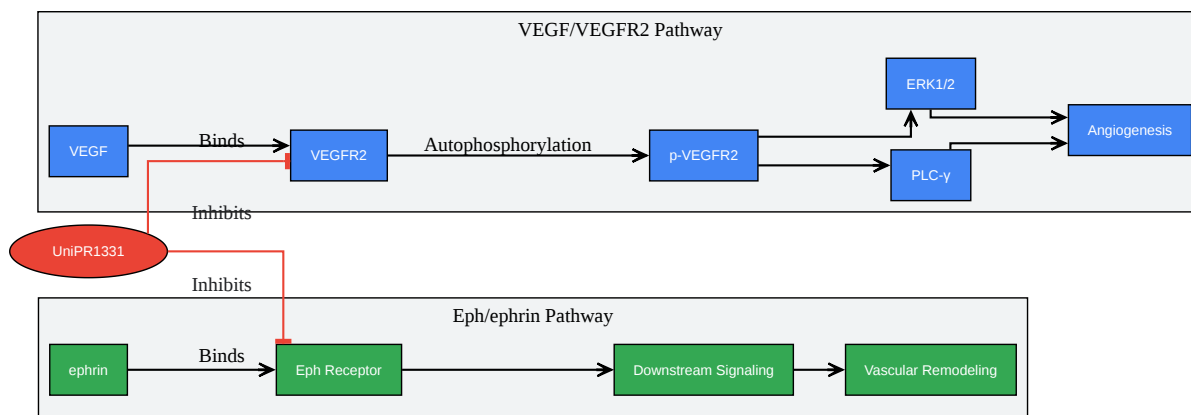 VEGF/VEGFR2 Pathway
ERK1/2
VEGF
Binds
VEGFR2
Autophosphorylation
p-VEGFR2
Angiogenesis
PLC-γ
Inhibits
UniPR1331
Inhibits
Eph/ephrin Pathway
ephrin
Binds
Eph Receptor
Downstream Signaling
Vascular Remodeling